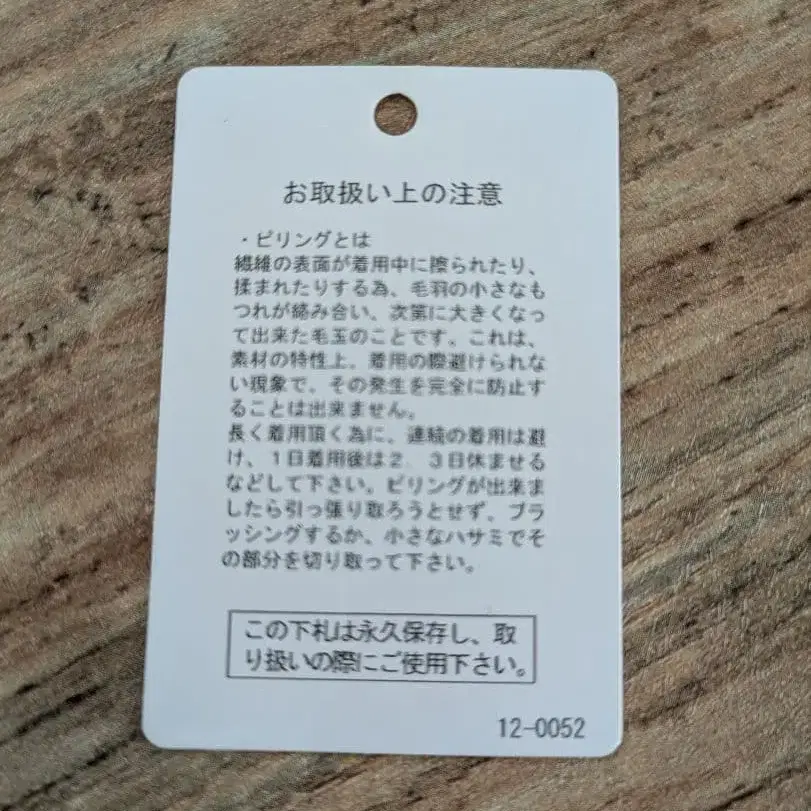 お取扱い上の注意
・ピリングとは
繊維の表面が着用中に擦られたり、
揉まれたりする為、毛羽の小さなも
つれが絡み合い、次第に大きくなっ
て出来た毛玉のことです。これは、
素材の特性上、着用の際避けられな
い現象で、その発生を完全に防止す
ることは出来ません。
長く着用頂く為に、連続の着用は避
け、1日着用後は2、3日休ませる
などして下さい。ピリングが出来ま
したら引っ張り取ろうとせず、ブラ
ッシングするか、小さなハサミでそ
の部分を切り取って下さい。
この下札は永久保存し、取
り扱いの際にご使用下さい。
12-0052